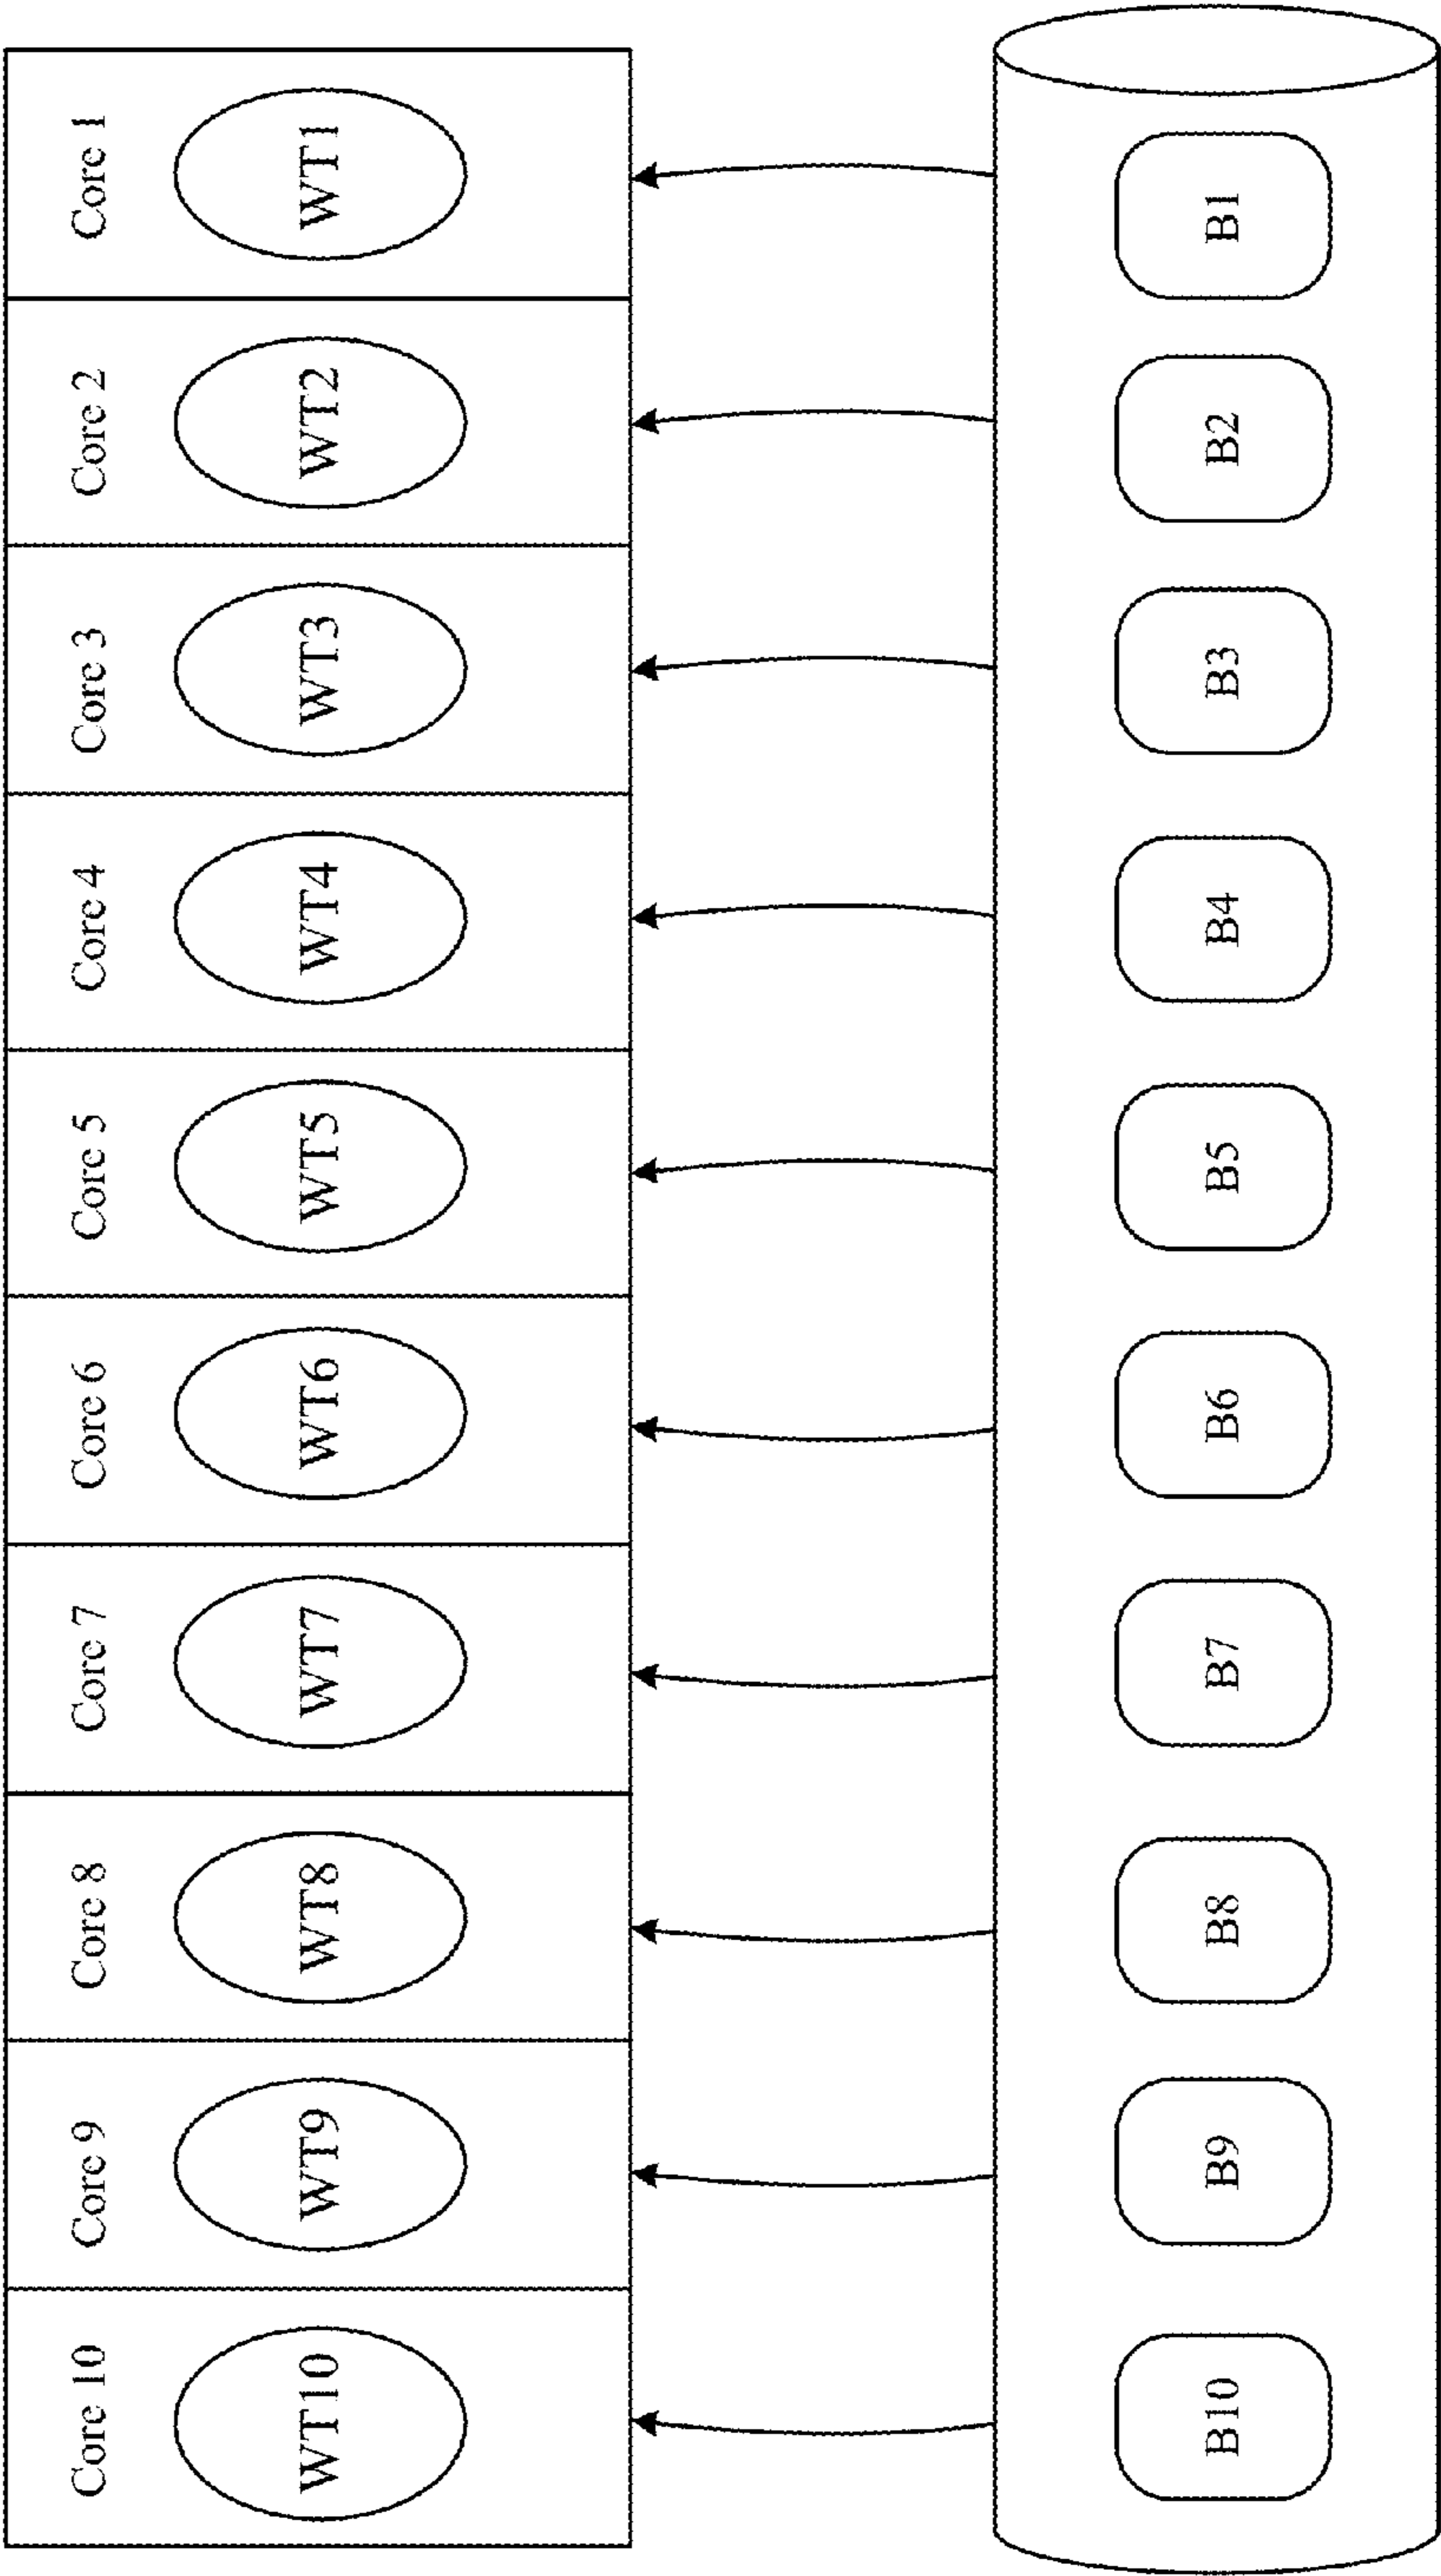 Core 10
Core 9
Core 8
Core 7
Core 6
Core 5
Core 4
Core 3
Core 2
Core 1
WT10
WT9
WT8
WT7
WT6
WT5
WT4
WT3
WT2
WT1
B10
B9
B8
B7
B6
B5
B4
B3
B2
B1